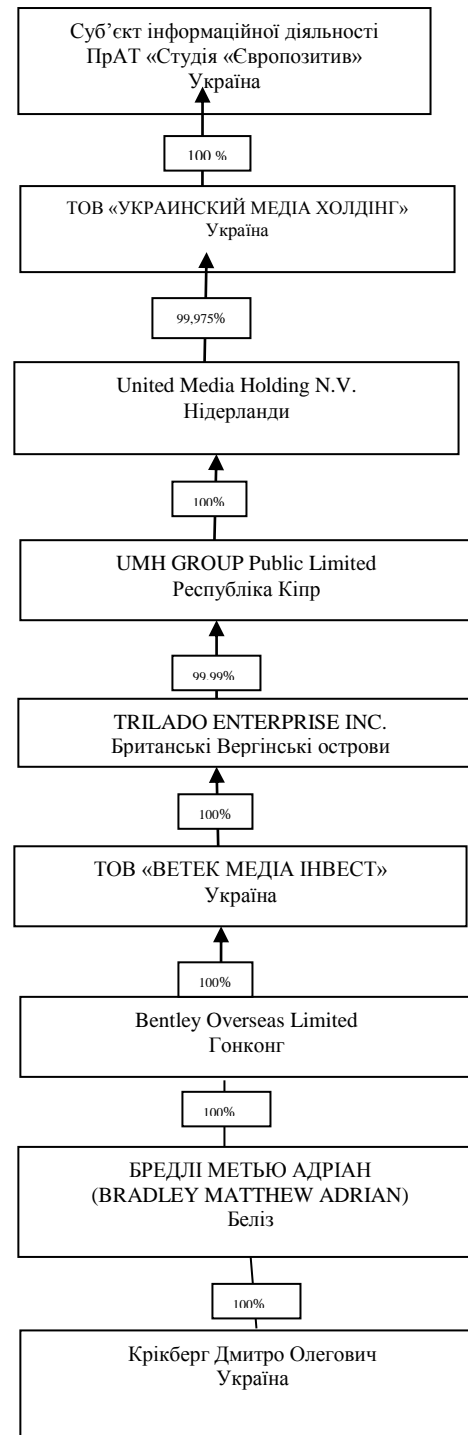 Суб’єкт інформаційної діяльності
ПрАТ «Студія «Європозитив»
Україна
100 %
ТОВ «УКРАИНСКИЙ МЕДІА ХОЛДІНГ»
Україна
99,975%
United Media Holding N.V.
Нідерланди
100%
UMH GROUP Public Limited
Республіка Кіпр
99,99%
TRILADO ENTERPRISE INC.
Британські Вергінські острови
100%
ТОВ «ВЕТЕК МЕДІА ІНВЕСТ»
Україна
100%
Bentley Overseas Limited
Гонконг
100%
БРЕДЛІ МЕТЬЮ АДРІАН
(BRADLEY MATTHEW ADRIAN)
Беліз
100%
Крікберг Дмитро Олегович
Україна